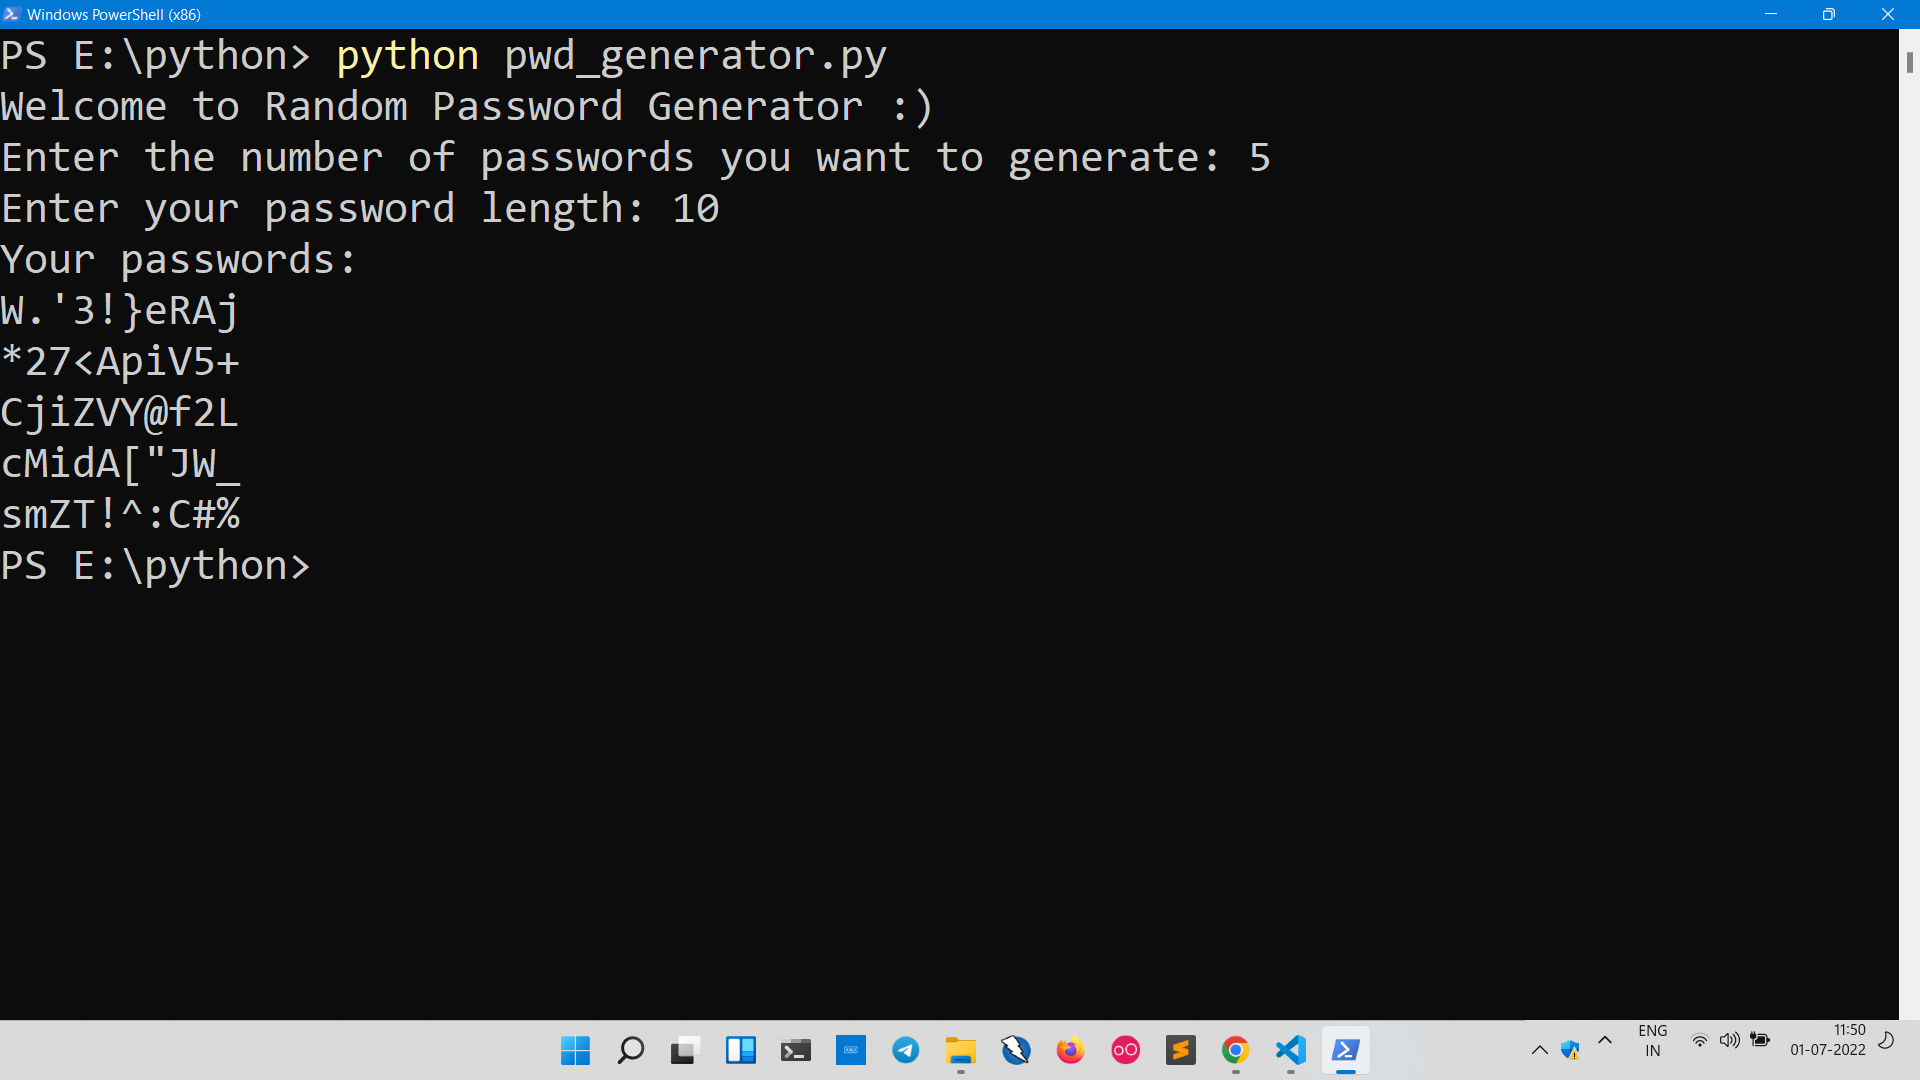 Windows PowerShell (x86)
PS E:\python> python pwd_generator.py
Welcome to Random Password Generator :)
Enter the number of passwords you want to generate: 5
Enter your password length: 10
Your passwords:
W.'3!}eRAj
*27<ApiV5+
CjiZVY@f2L
cMidA["JW_
smZT!^:C#%
PS E:\python>
ENG
IN
11:50
01-07-2022